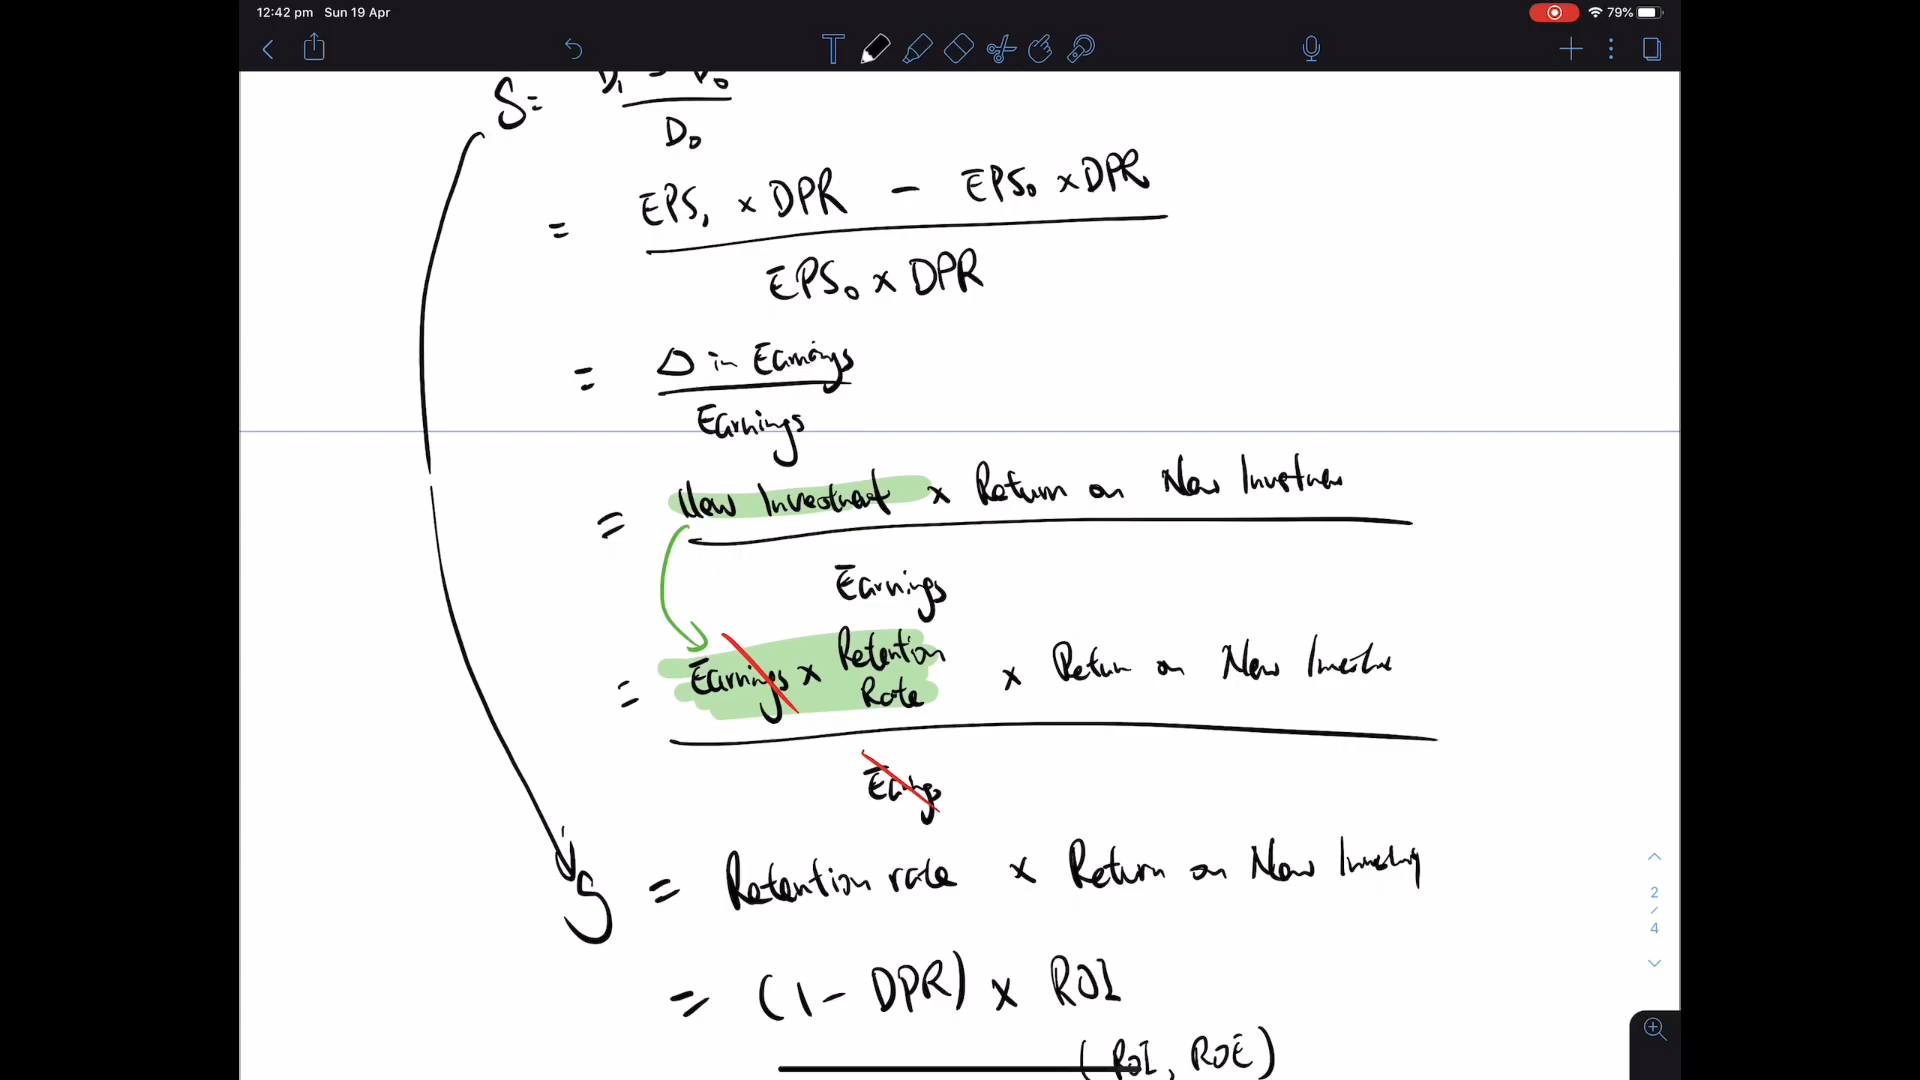 12:42 pm Sun 19 Apr
79%
g = D₁ - D₀
D₀
= EPS₁ × DPR - EPS₀ × DPR
EPS₀ × DPR
= Δ in Earnings
Earnings
= New Investment × Return on New Investment
Earnings
= Earnings × Retention Rate × Return on New
Earnings
g = Retention rate × Return on New
= (1 - DPR) × ROI
(ROI, ROE)
2
/
4